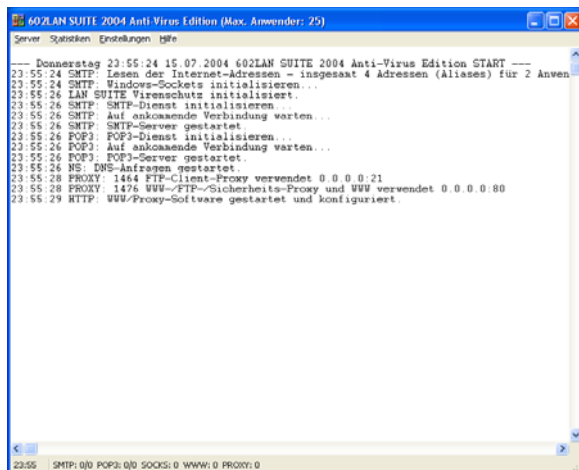 602LAN SUITE 2004 Anti-Virus Edition (Max. Anwender: 25)
Server Statistiken Einstellungen Hilfe
--- Donnerstag 23:55:24 15.07.2004 602LAN SUITE 2004 Anti-Virus Edition START ---
23:55:24 SMTP: Lesen der Internet-Adressen - insgesamt 4 Adressen (Aliases) für 2 Anwen
23:55:24 SMTP: Windows-Sockets initialisieren...
23:55:26 LAN SUITE Virenschutz initialisiert.
23:55:26 SMTP: SMTP-Dienst initialisieren...
23:55:26 SMTP: Auf ankommende Verbindung warten...
23:55:26 SMTP: SMTP-Server gestartet.
23:55:26 POP3: POP3-Dienst initialisieren...
23:55:26 POP3: Auf ankommende Verbindung warten...
23:55:26 POP3: POP3-Server gestartet.
23:55:26 NS: DNS-Anfragen gestartet.
23:55:28 PROXY: 1464 FTP-Client-Proxy verwendet 0.0.0.0:21
23:55:28 PROXY: 1476 WWW-/FTP-/Sicherheits-Proxy und WWW verwendet 0.0.0.0:80
23:55:29 HTTP: WWW/Proxy-Software gestartet und konfiguriert.
23:55 SMTP: 0/0 POP3: 0/0 SOCKS: 0 WWW: 0 PROXY: 0